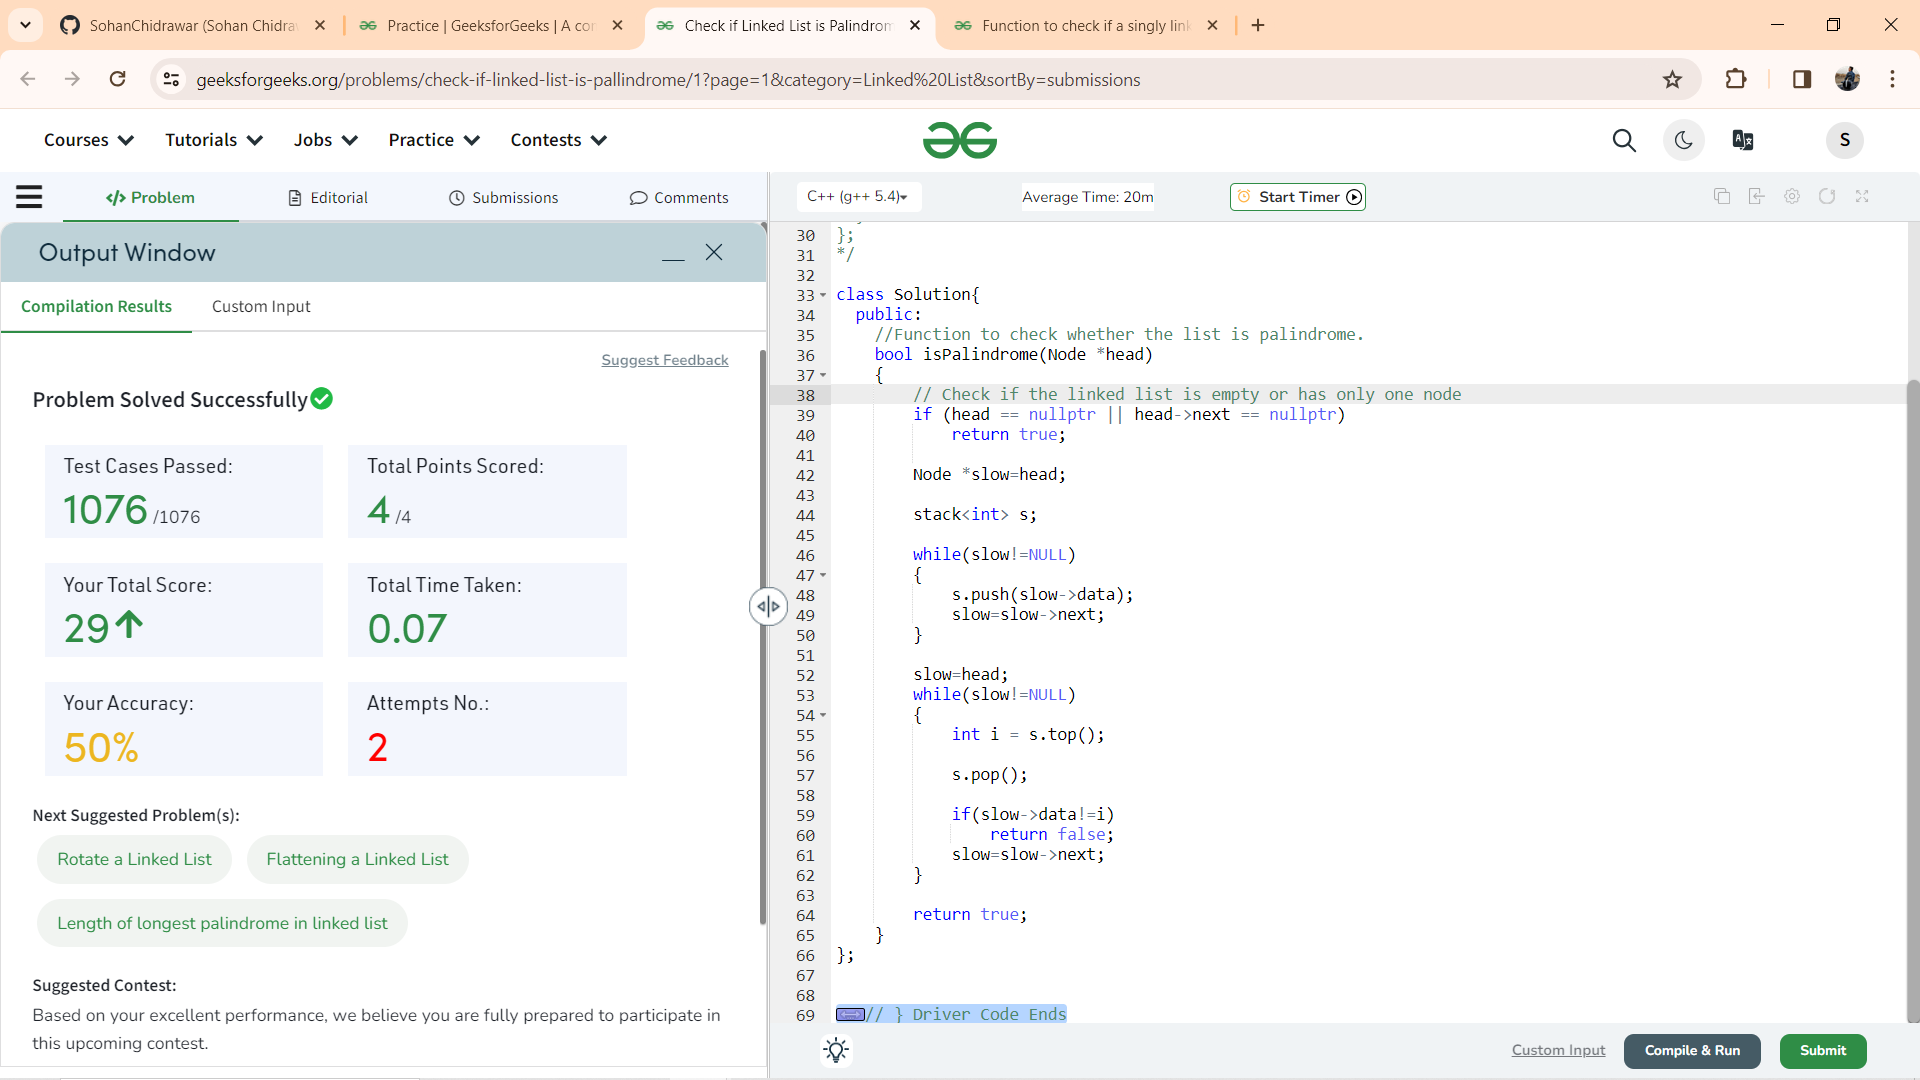 SohanChidrawar (Sohan Chidra
Practice | GeeksforGeeks | A co
Check if Linked List is Palindrom
Function to check if a singly link
geeksforgeeks.org/problems/check-if-linked-list-is-pallindrome/1?page=1&category=Linked%20List&sortBy=submissions
Courses Tutorials Jobs Practice Contests
S
</> Problem Editorial Submissions Comments
C++ (g++ 5.4) Average Time: 20m Start Timer
Output Window
Compilation Results Custom Input
Suggest Feedback
Problem Solved Successfully
Test Cases Passed:
1076 /1076
Total Points Scored:
4 /4
Your Total Score:
29
Total Time Taken:
0.07
Your Accuracy:
50%
Attempts No.:
2
Next Suggested Problem(s):
Rotate a Linked List Flattening a Linked List
Length of longest palindrome in linked list
Suggested Contest:
Based on your excellent performance, we believe you are fully prepared to participate in
this upcoming contest.
30 };
31 */
32
33 class Solution{
34 public:
35 //Function to check whether the list is palindrome.
36 bool isPalindrome(Node *head)
37 {
38 // Check if the linked list is empty or has only one node
39 if (head == nullptr || head->next == nullptr)
40 return true;
41
42 Node *slow=head;
43
44 stack<int> s;
45
46 while(slow!=NULL)
47 {
48 s.push(slow->data);
49 slow=slow->next;
50 }
51
52 slow=head;
53 while(slow!=NULL)
54 {
55 int i = s.top();
56
57 s.pop();
58
59 if(slow->data!=i)
60 return false;
61 slow=slow->next;
62 }
63
64 return true;
65 }
66 };
67
68
69 // } Driver Code Ends
Custom Input Compile & Run Submit